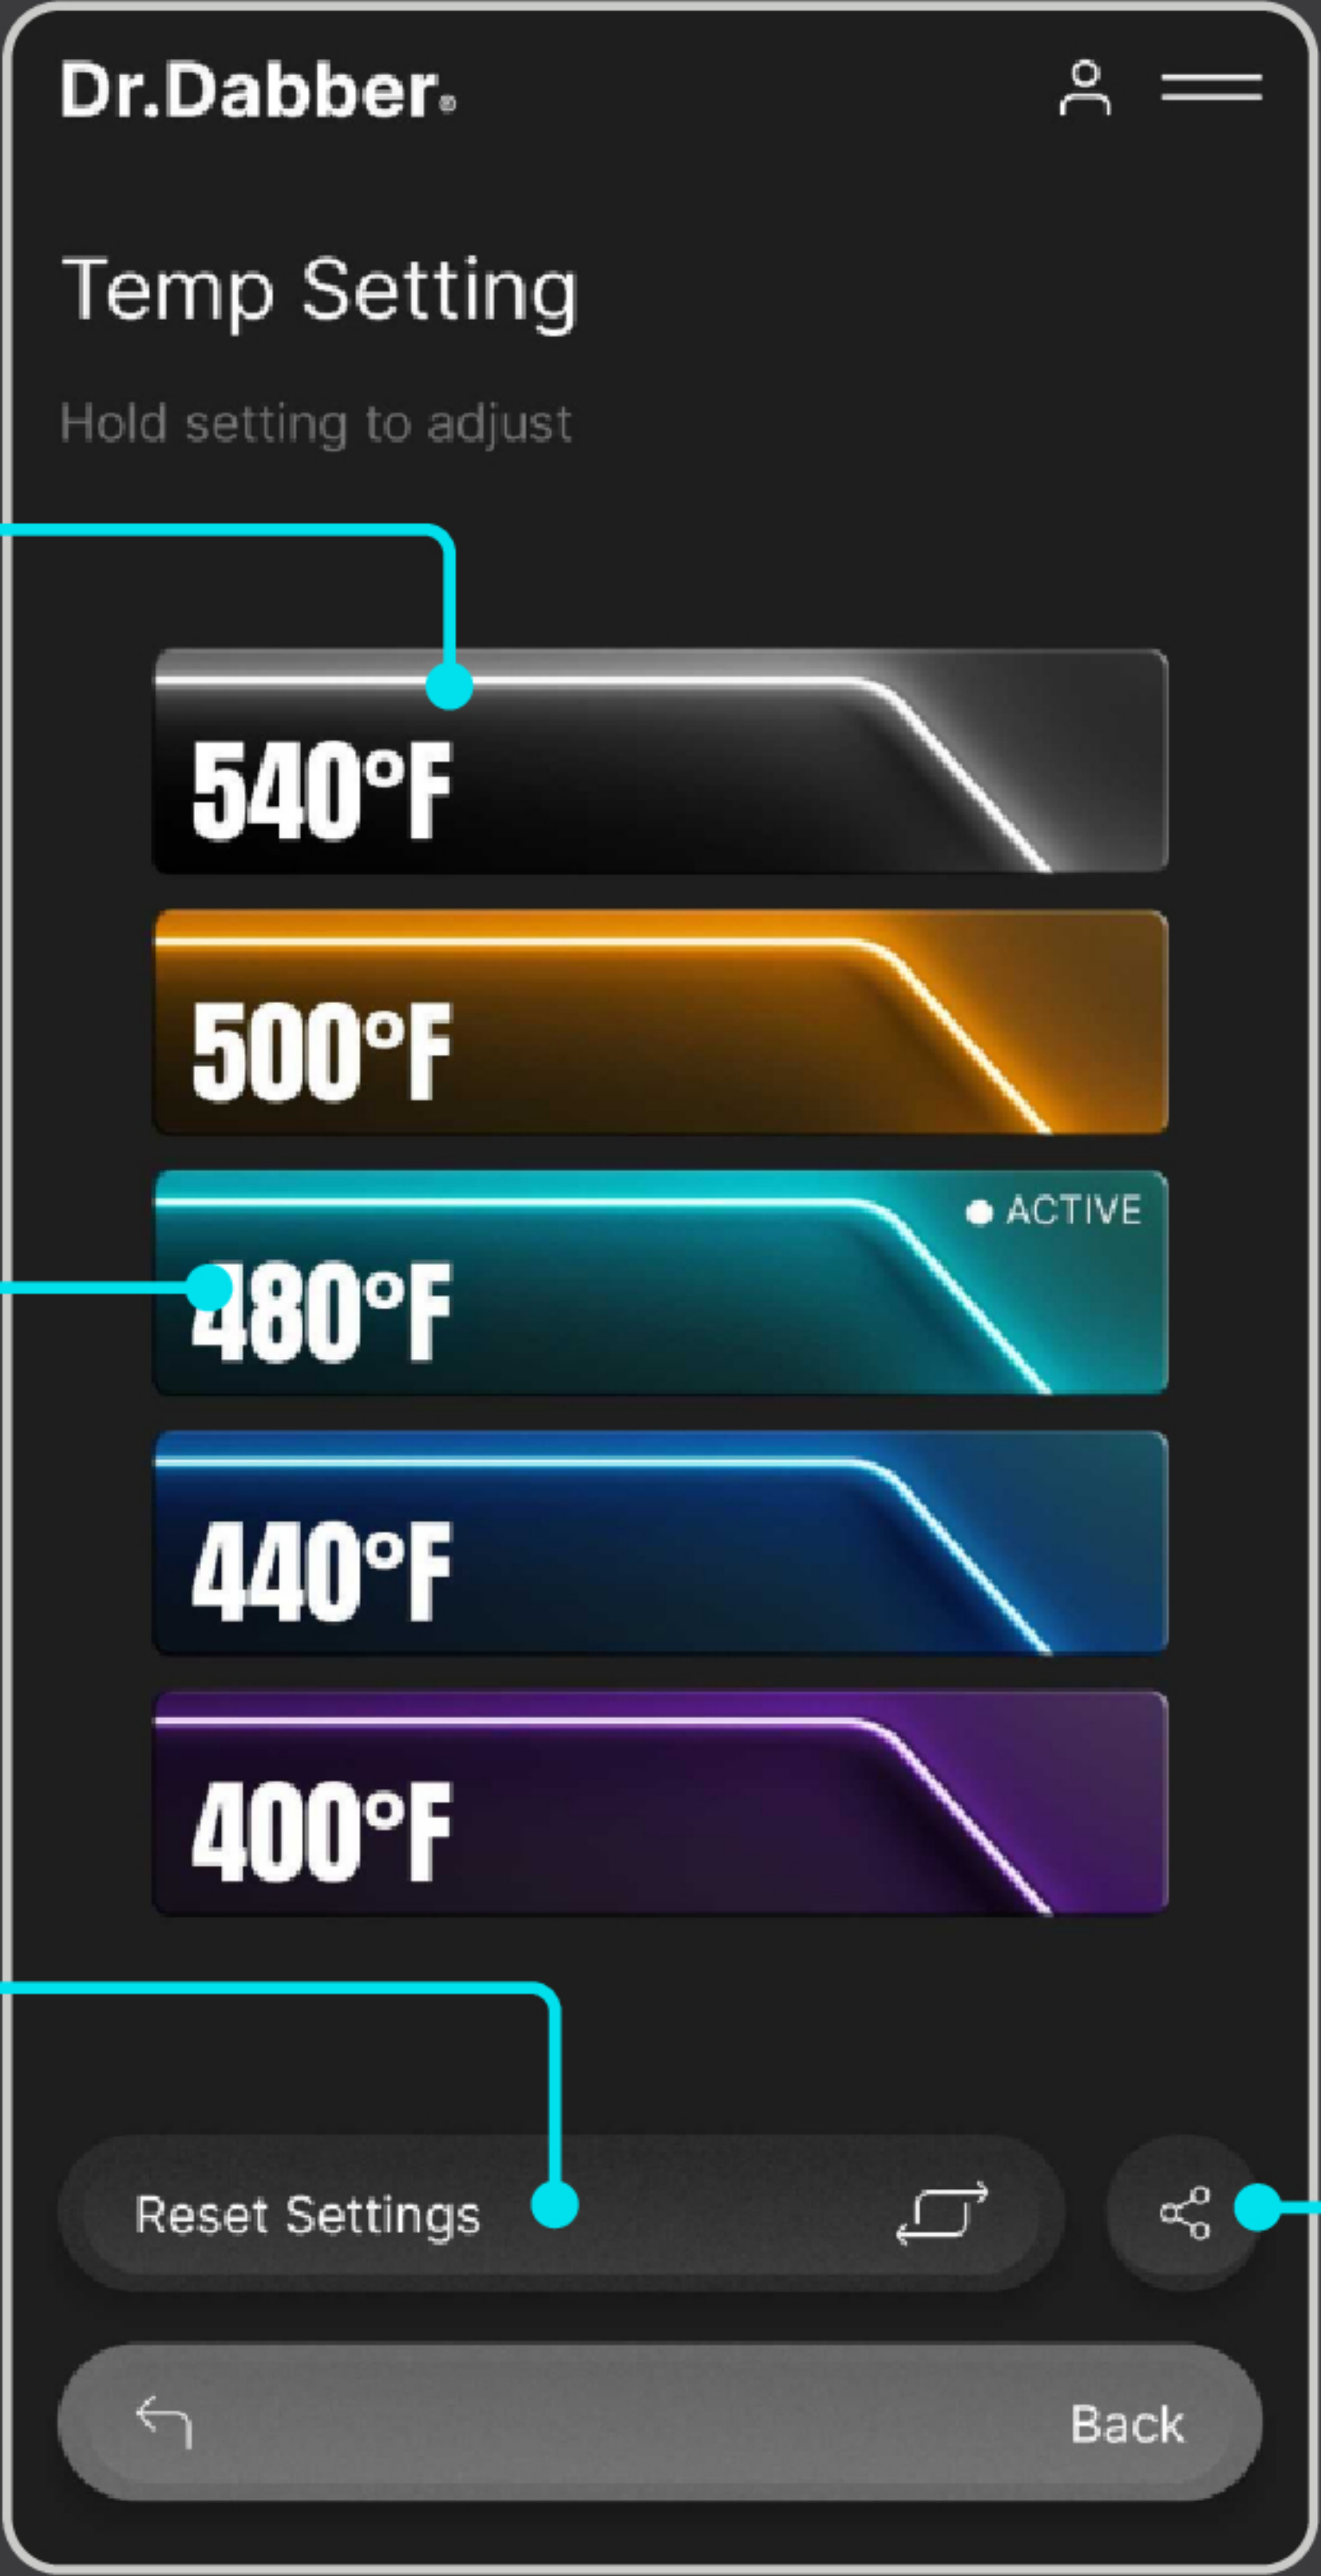 Dr.Dabber®
Temp Setting
Hold setting to adjust
540°F
500°F
ACTIVE
480°F
440°F
400°F
Reset Settings
Back